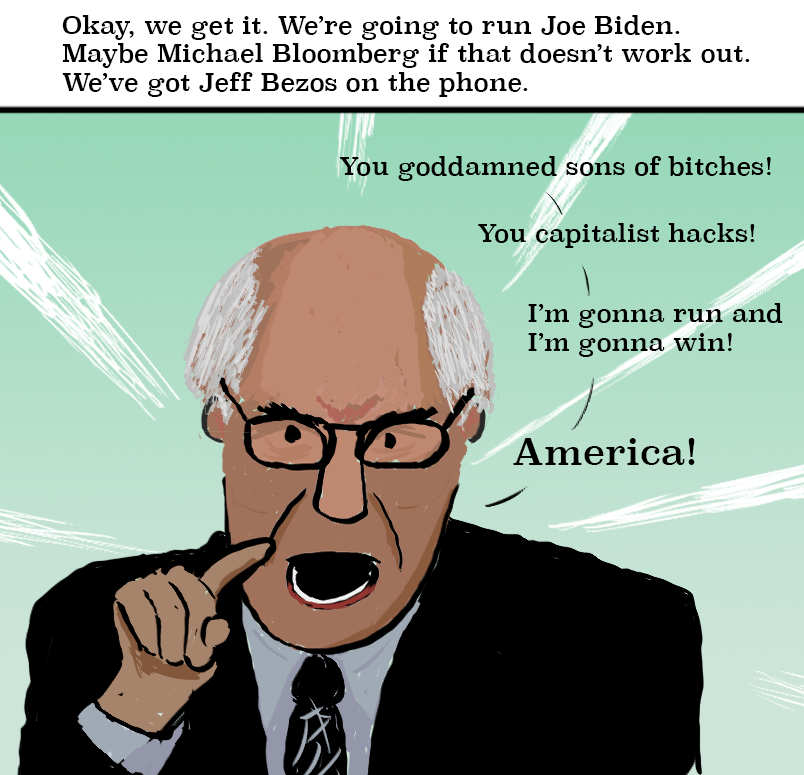 Okay, we get it. We're going to run Joe Biden.
Maybe Michael Bloomberg if that doesn't work out.
We've got Jeff Bezos on the phone.
You goddamned sons of bitches!
You capitalist hacks!
I'm gonna run and
I'm gonna win!
America!